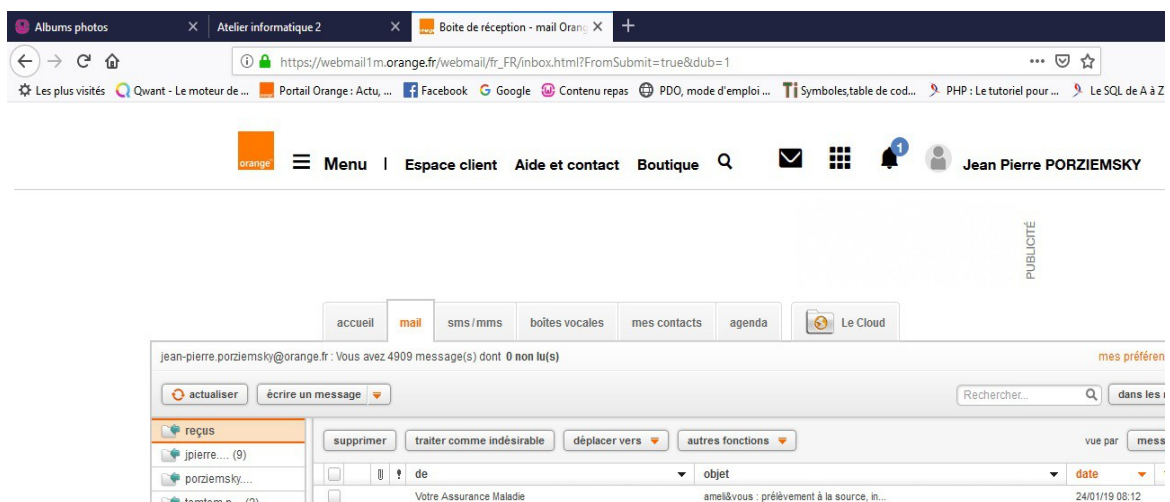 Albums photos Atelier informatique 2 Boite de réception - mail Orang
https://webmail1m.orange.fr/webmail/fr_FR/inbox.html?FromSubmit=true&dub=1
Les plus visités Qwant - Le moteur de ... Portail Orange : Actu, ... Facebook Google Contenu repas PDO, mode d'emploi ... Symboles,table de cod... PHP : Le tutoriel pour ... Le SQL de A à Z
orange Menu | Espace client Aide et contact Boutique 1 Jean Pierre PORZIEMSKY
PUBLICITÉ
accueil mail sms/mms boîtes vocales mes contacts agenda Le Cloud
jean-pierre.porziemsky@orange.fr : Vous avez 4909 message(s) dont 0 non lu(s) mes préféren
actualiser écrire un message Rechercher... dans les
reçus supprimer traiter comme indésirable déplacer vers autres fonctions vue par mess
jpierre.... (9)
porziemsky.... de objet date
Votre Assurance Maladie ameli&vous : prélèvement à la source, in... 24/01/19 08:12